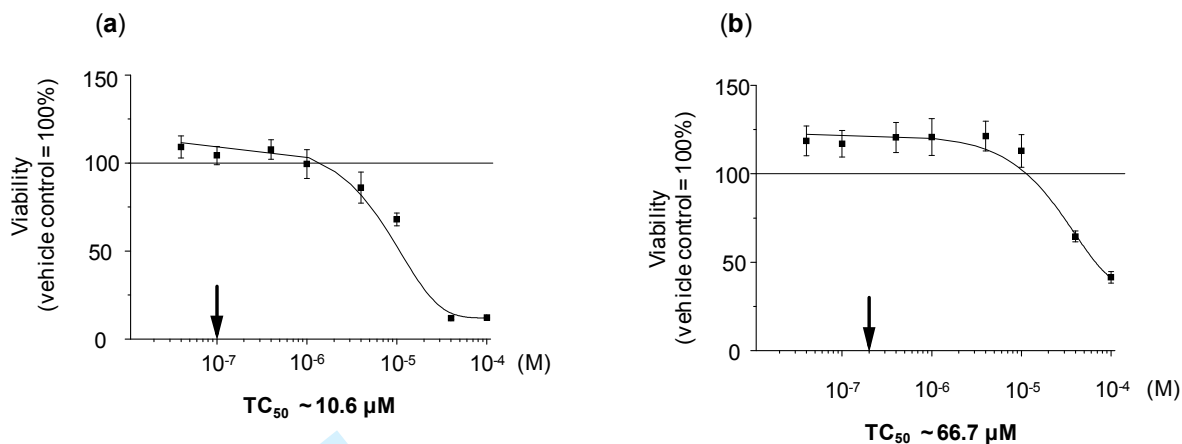 (a)
Viability
(vehicle control = 100%)
150
100
50
0
10⁻⁷
10⁻⁶
10⁻⁵
10⁻⁴
(M)
TC₅₀ ~ 10.6 µM
(b)
Viability
(vehicle control = 100%)
150
100
50
0
10⁻⁷
10⁻⁶
10⁻⁵
10⁻⁴
(M)
TC₅₀ ~ 66.7 µM